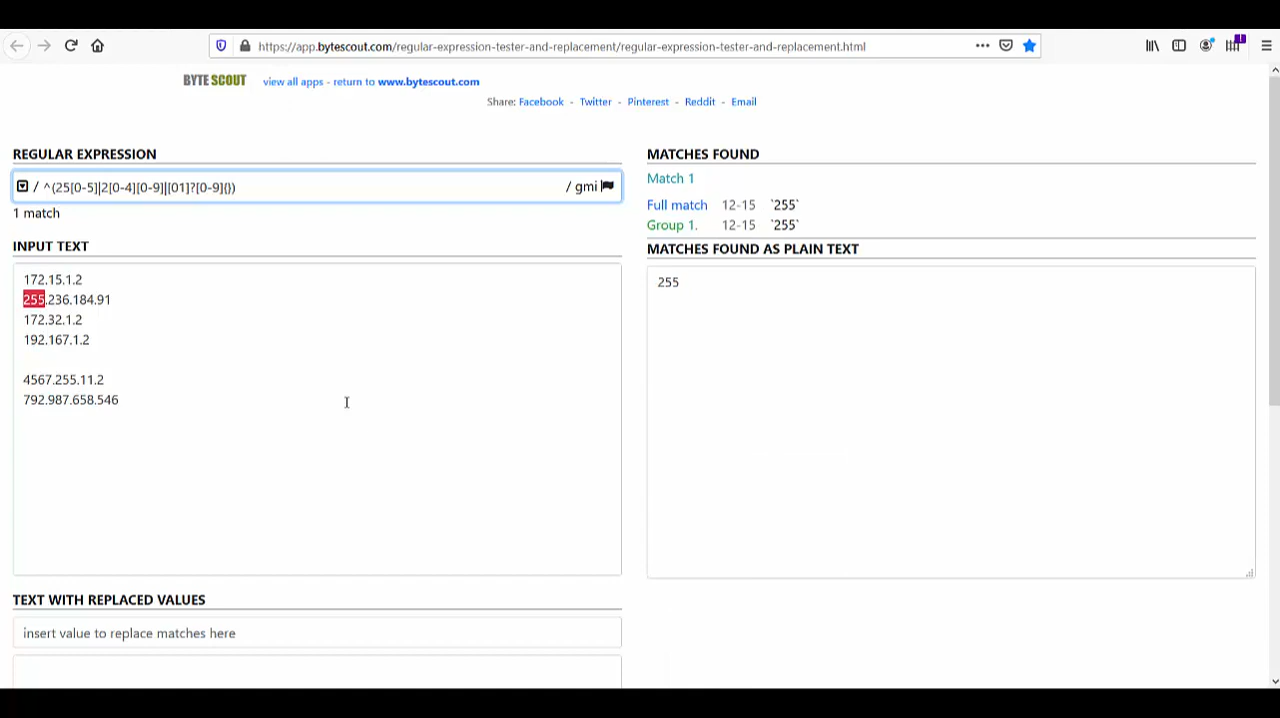 https://app.bytescout.com/regular-expression-tester-and-replacement/regular-expression-tester-and-replacement.html
1
BYTE SCOUT view all apps - return to www.bytescout.com
Share: Facebook - Twitter - Pinterest - Reddit - Email
REGULAR EXPRESSION
/ ^(25[0-5]|2[0-4][0-9]|[01]?[0-9]{}) / gmi
1 match
INPUT TEXT
172.15.1.2
255.236.184.91
172.32.1.2
192.167.1.2
4567.255.11.2
792.987.658.546
TEXT WITH REPLACED VALUES
insert value to replace matches here
MATCHES FOUND
Match 1
Full match 12-15 `255`
Group 1. 12-15 `255`
MATCHES FOUND AS PLAIN TEXT
255